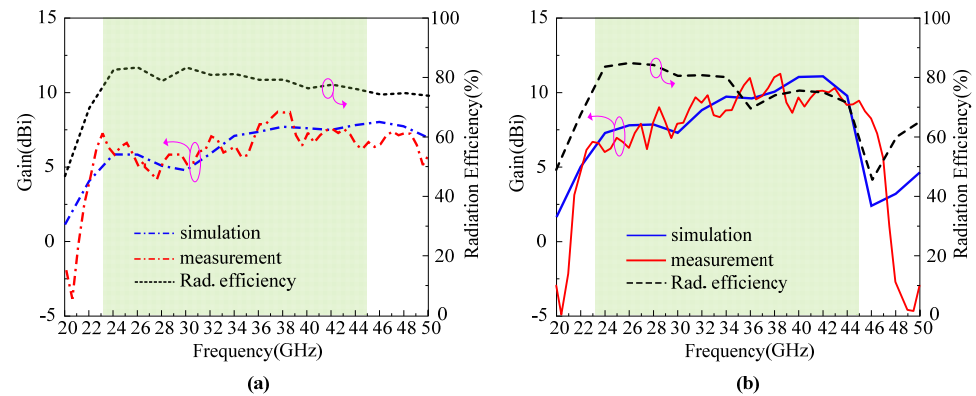 15
10
5
0
-5
100
80
60
40
20
0
20 22 24 26 28 30 32 34 36 38 40 42 44 46 48 50
Gain(dBi)
Radiation Efficiency(%)
Frequency(GHz)
simulation
measurement
Rad. efficiency
(a)
15
10
5
0
-5
100
80
60
40
20
0
20 22 24 26 28 30 32 34 36 38 40 42 44 46 48 50
Gain(dBi)
Radiation Efficiency(%)
Frequency(GHz)
simulation
measurement
Rad. efficiency
(b)